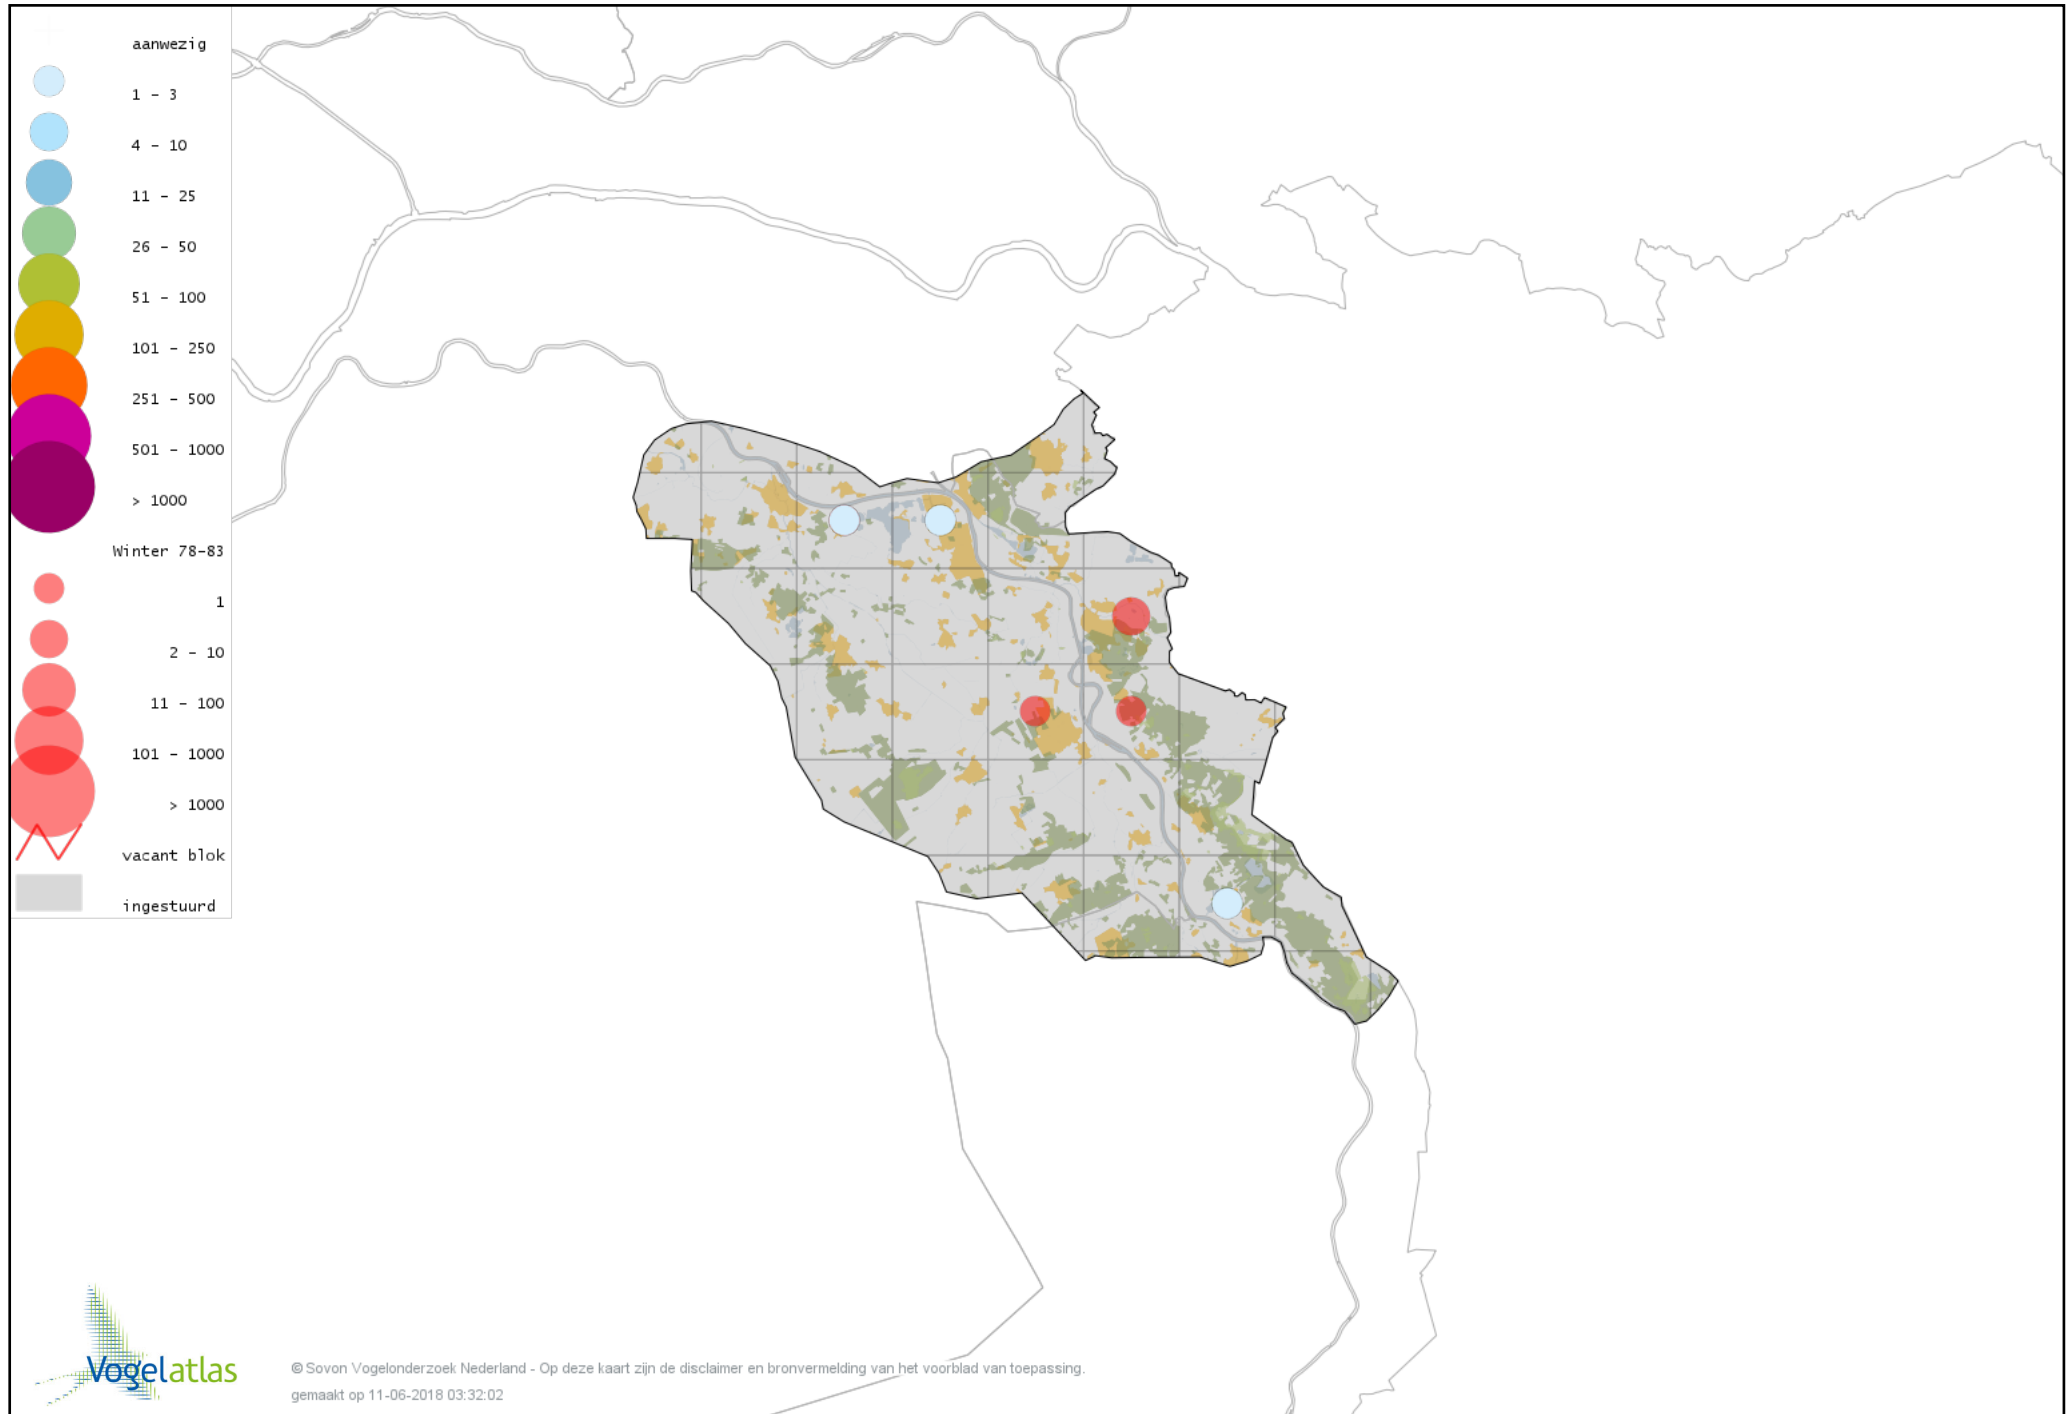 aanwezig
1 - 3
4 - 10
11 - 25
26 - 50
51 - 100
101 - 250
251 - 500
501 - 1000
> 1000
Winter 78-83
1
2 - 10
11 - 100
101 - 1000
> 1000
vacant blok
ingestuurd
Vogelatlas
© Sovon Vogelonderzoek Nederland - Op deze kaart zijn de disclaimer en bronvermelding van het voorblad van toepassing.
gemaakt op 11-06-2018 03:32:02